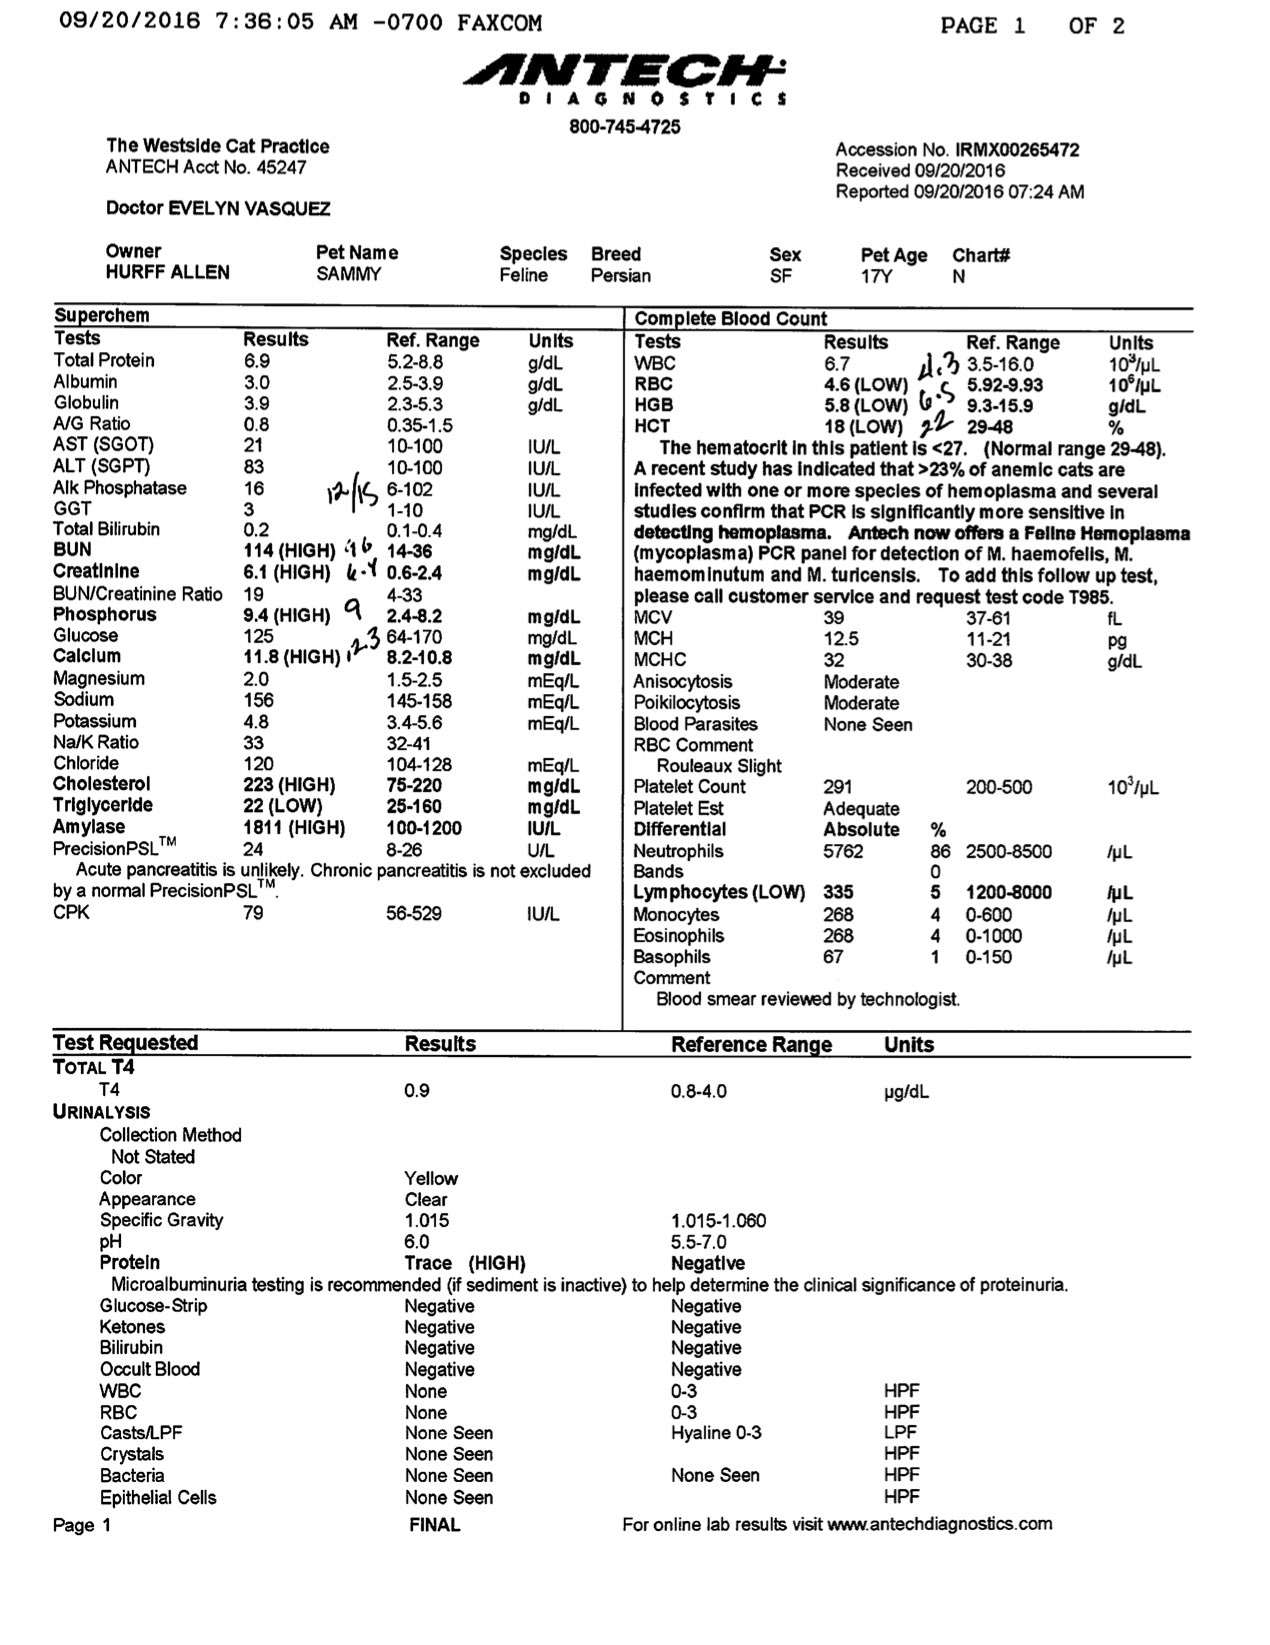 09/20/2016 7:36:05 AM -0700 FAXCOM PAGE 1 OF 2
ANTECH
DIAGNOSTICS
800-745-4725
The Westside Cat Practice
ANTECH Acct No. 45247
Accession No. IRMX00265472
Received 09/20/2016
Reported 09/20/2016 07:24 AM
Doctor EVELYN VASQUEZ
Owner Pet Name Species Breed Sex Pet Age Chart#
HURFF ALLEN SAMMY Feline Persian SF 17Y N
Superchem
Tests Results Ref. Range Units
Total Protein 6.9 5.2-8.8 g/dL
Albumin 3.0 2.5-3.9 g/dL
Globulin 3.9 2.3-5.3 g/dL
A/G Ratio 0.8 0.35-1.5
AST (SGOT) 21 10-100 IU/L
ALT (SGPT) 83 10-100 IU/L
Alk Phosphatase 16 12/15 6-102 IU/L
GGT 3 1-10 IU/L
Total Bilirubin 0.2 0.1-0.4 mg/dL
BUN 114 (HIGH) 14-36 mg/dL
Creatinine 6.1 (HIGH) 0.6-2.4 mg/dL
BUN/Creatinine Ratio 19 4-33
Phosphorus 9.4 (HIGH) 9 2.4-8.2 mg/dL
Glucose 125 64-170 mg/dL
Calcium 11.8 (HIGH) 12.3 8.2-10.8 mg/dL
Magnesium 2.0 1.5-2.5 mEq/L
Sodium 156 145-158 mEq/L
Potassium 4.8 3.4-5.6 mEq/L
Na/K Ratio 33 32-41
Chloride 120 104-128 mEq/L
Cholesterol 223 (HIGH) 75-220 mg/dL
Triglyceride 22 (LOW) 25-160 mg/dL
Amylase 1811 (HIGH) 100-1200 IU/L
PrecisionPSL™ 24 8-26 U/L
Acute pancreatitis is unlikely. Chronic pancreatitis is not excluded
by a normal PrecisionPSL™.
CPK 79 56-529 IU/L
Complete Blood Count
Tests Results Ref. Range Units
WBC 6.7 3.5-16.0 10³/µL
RBC 4.6 (LOW) 4.3 5.92-9.93 10⁶/µL
HGB 5.8 (LOW) 6.5 9.3-15.9 g/dL
HCT 18 (LOW) 22 29-48 %
The hematocrit in this patient is <27. (Normal range 29-48).
A recent study has indicated that >23% of anemic cats are
infected with one or more species of hemoplasma and several
studies confirm that PCR is significantly more sensitive in
detecting hemoplasma. Antech now offers a Feline Hemoplasma
(mycoplasma) PCR panel for detection of M. haemofelis, M.
haemominutum and M. turicensis. To add this follow up test,
please call customer service and request test code T985.
MCV 39 37-61 fL
MCH 12.5 11-21 pg
MCHC 32 30-38 g/dL
Anisocytosis Moderate
Poikilocytosis Moderate
Blood Parasites None Seen
RBC Comment
Rouleaux Slight
Platelet Count 291 200-500 10³/µL
Platelet Est Adequate
Differential Absolute %
Neutrophils 5762 86 2500-8500 /µL
Bands 0
Lymphocytes (LOW) 335 5 1200-8000 /µL
Monocytes 268 4 0-600 /µL
Eosinophils 268 4 0-1000 /µL
Basophils 67 1 0-150 /µL
Comment
Blood smear reviewed by technologist.
Test Requested Results Reference Range Units
TOTAL T4
T4 0.9 0.8-4.0 µg/dL
URINALYSIS
Collection Method
Not Stated
Color Yellow
Appearance Clear
Specific Gravity 1.015 1.015-1.060
pH 6.0 5.5-7.0
Protein Trace (HIGH) Negative
Microalbuminuria testing is recommended (if sediment is inactive) to help determine the clinical significance of proteinuria.
Glucose-Strip Negative Negative
Ketones Negative Negative
Bilirubin Negative Negative
Occult Blood Negative Negative
WBC None 0-3 HPF
RBC None 0-3 HPF
Casts/LPF None Seen Hyaline 0-3 LPF
Crystals None Seen HPF
Bacteria None Seen None Seen HPF
Epithelial Cells None Seen HPF
Page 1 FINAL For online lab results visit www.antechdiagnostics.com